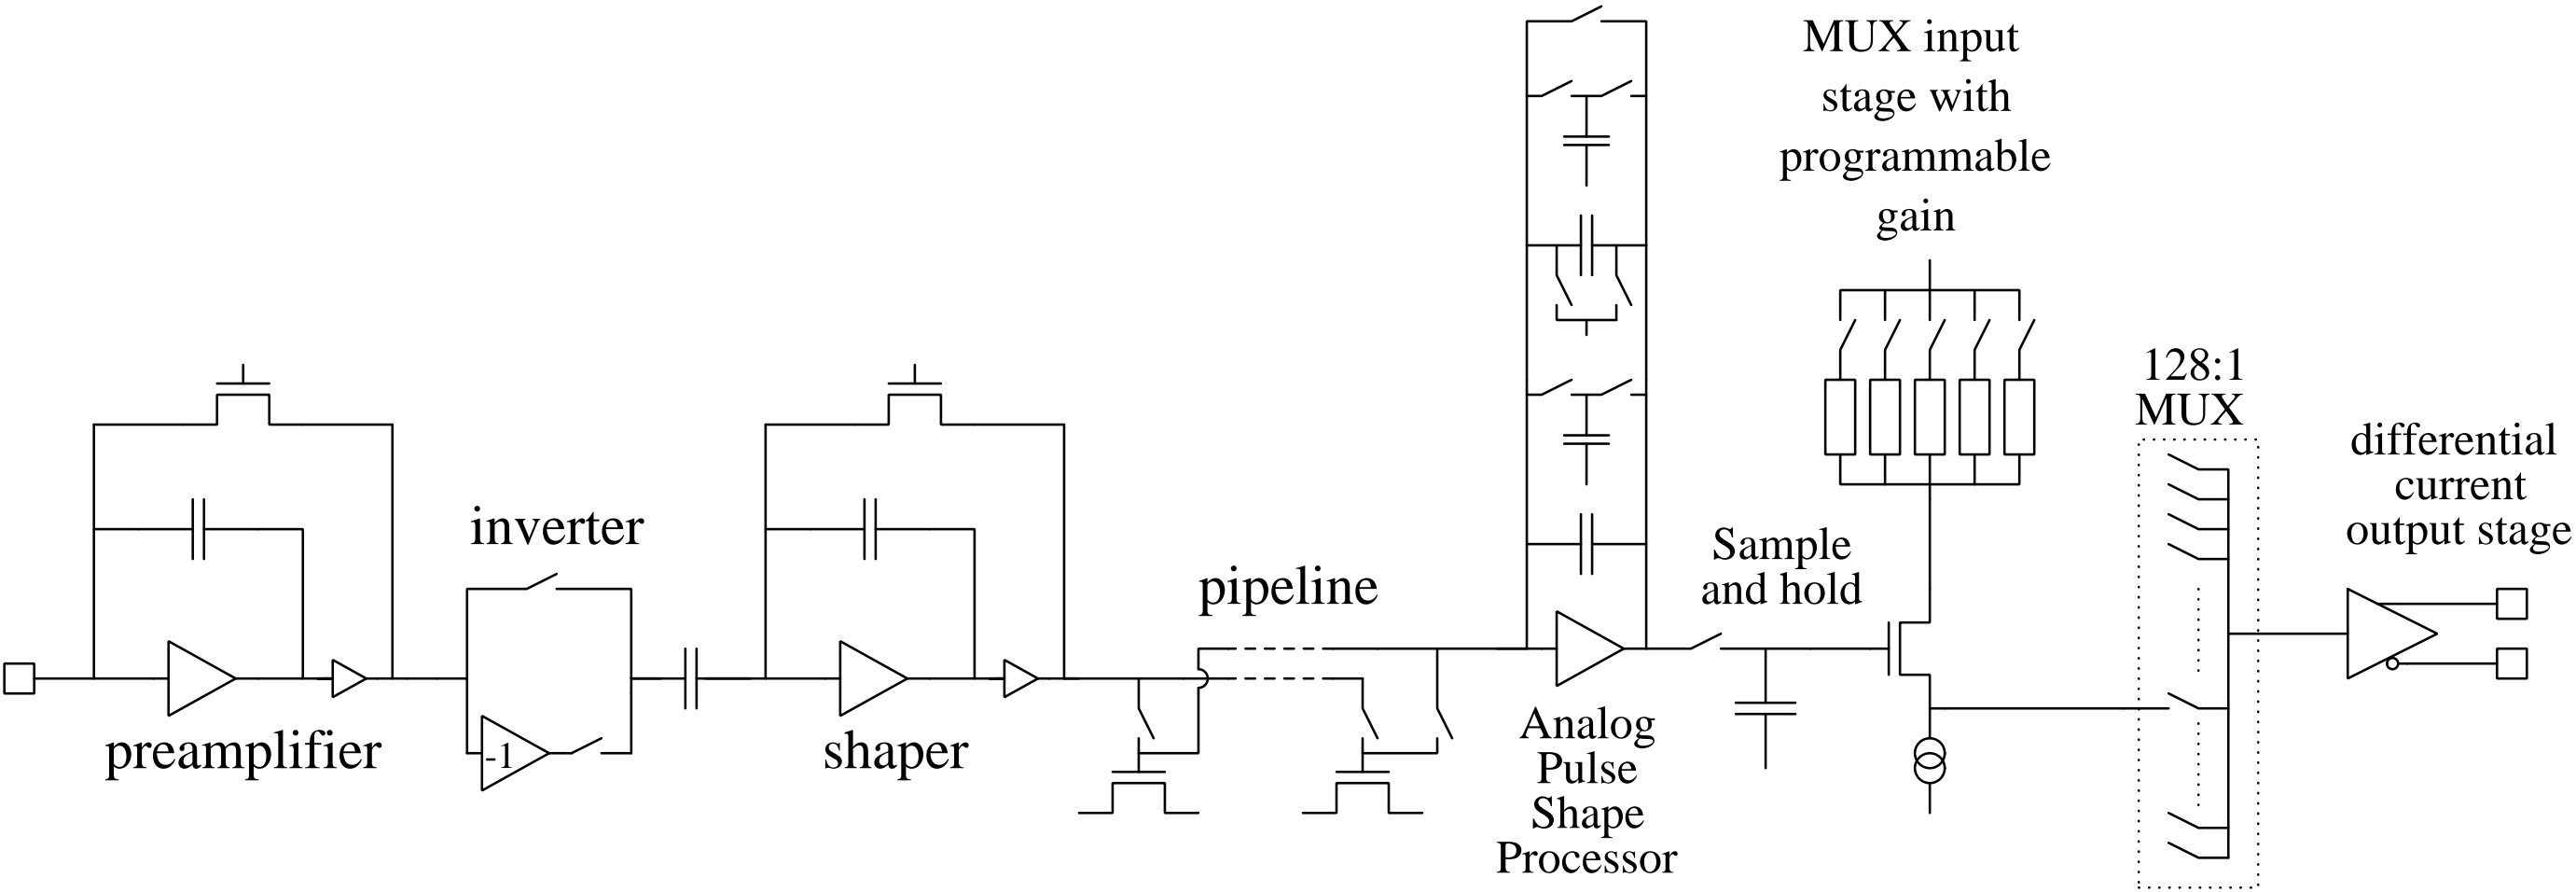 MUX input
stage with
programmable
gain
128:1
MUX
differential
current
output stage
inverter
Sample
and hold
pipeline
preamplifier
-1
shaper
Analog
Pulse
Shape
Processor